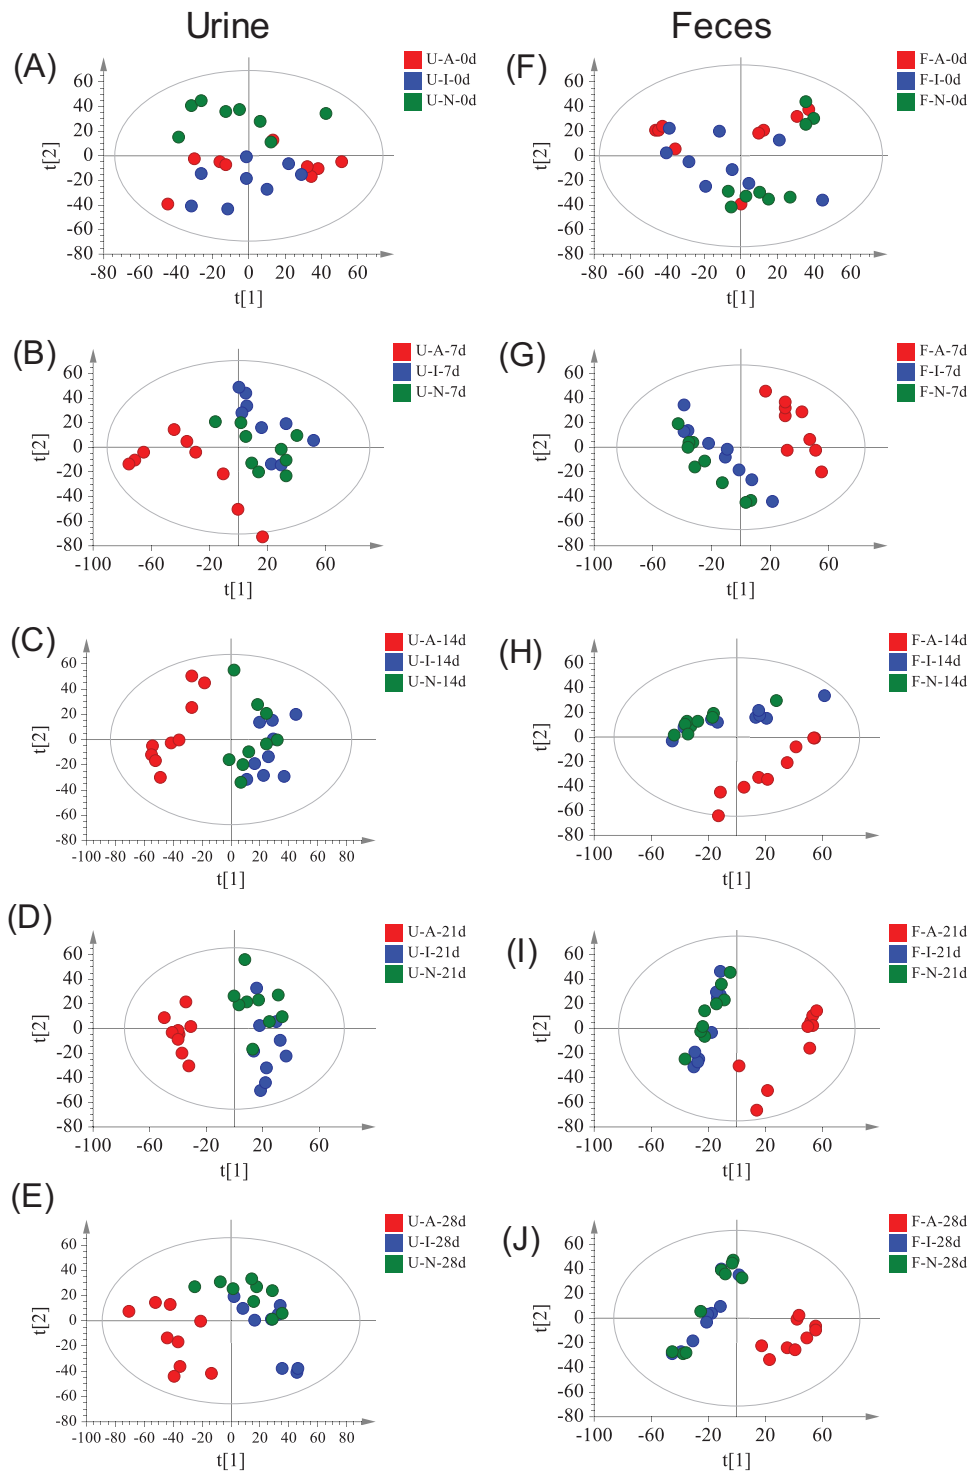 Urine
Feces
(A)
U-A-0d
U-I-0d
U-N-0d
t[2]
60
40
20
0
-20
-40
-60
-80
-80 -60 -40 -20 0 20 40 60
t[1]
(F)
F-A-0d
F-I-0d
F-N-0d
t[2]
60
40
20
0
-20
-40
-60
-80
-80 -60 -40 -20 0 20 40 60
t[1]
(B)
U-A-7d
U-I-7d
U-N-7d
t[2]
60
40
20
0
-20
-40
-60
-80
-100 -60 -20 20 60
t[1]
(G)
F-A-7d
F-I-7d
F-N-7d
t[2]
60
40
20
0
-20
-40
-60
-80
-100 -60 -20 20 60
t[1]
(C)
U-A-14d
U-I-14d
U-N-14d
t[2]
60
40
20
0
-20
-40
-60
-80
-100 -80 -60 -40 -20 0 20 40 60 80
t[1]
(H)
F-A-14d
F-I-14d
F-N-14d
t[2]
60
40
20
0
-20
-40
-60
-80
-100 -60 -20 20 60
t[1]
(D)
U-A-21d
U-I-21d
U-N-21d
t[2]
60
40
20
0
-20
-40
-60
-80
-100 -60 -20 20 60
t[1]
(I)
F-A-21d
F-I-21d
F-N-21d
t[2]
60
40
20
0
-20
-40
-60
-80
-100 -60 -20 20 60
t[1]
(E)
U-A-28d
U-I-28d
U-N-28d
t[2]
60
40
20
0
-20
-40
-60
-80
-100 -80 -60 -40 -20 0 20 40 60 80
t[1]
(J)
F-A-28d
F-I-28d
F-N-28d
t[2]
60
40
20
0
-20
-40
-60
-80
-100 -60 -20 20 60
t[1]